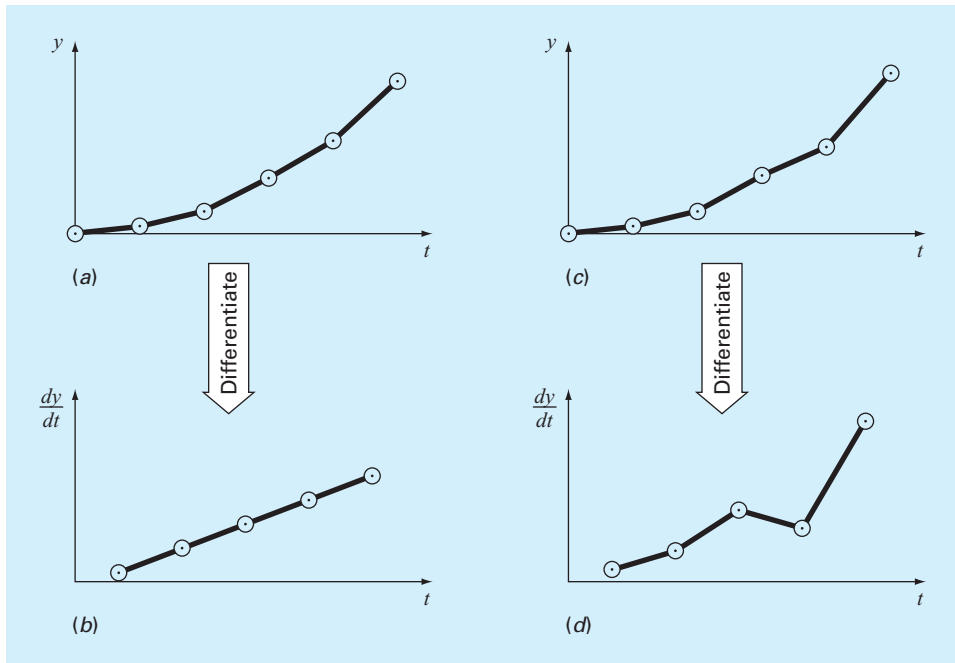 y
t
(a)
Differentiate
dy
dt
t
(b)
y
t
(c)
Differentiate
dy
dt
t
(d)